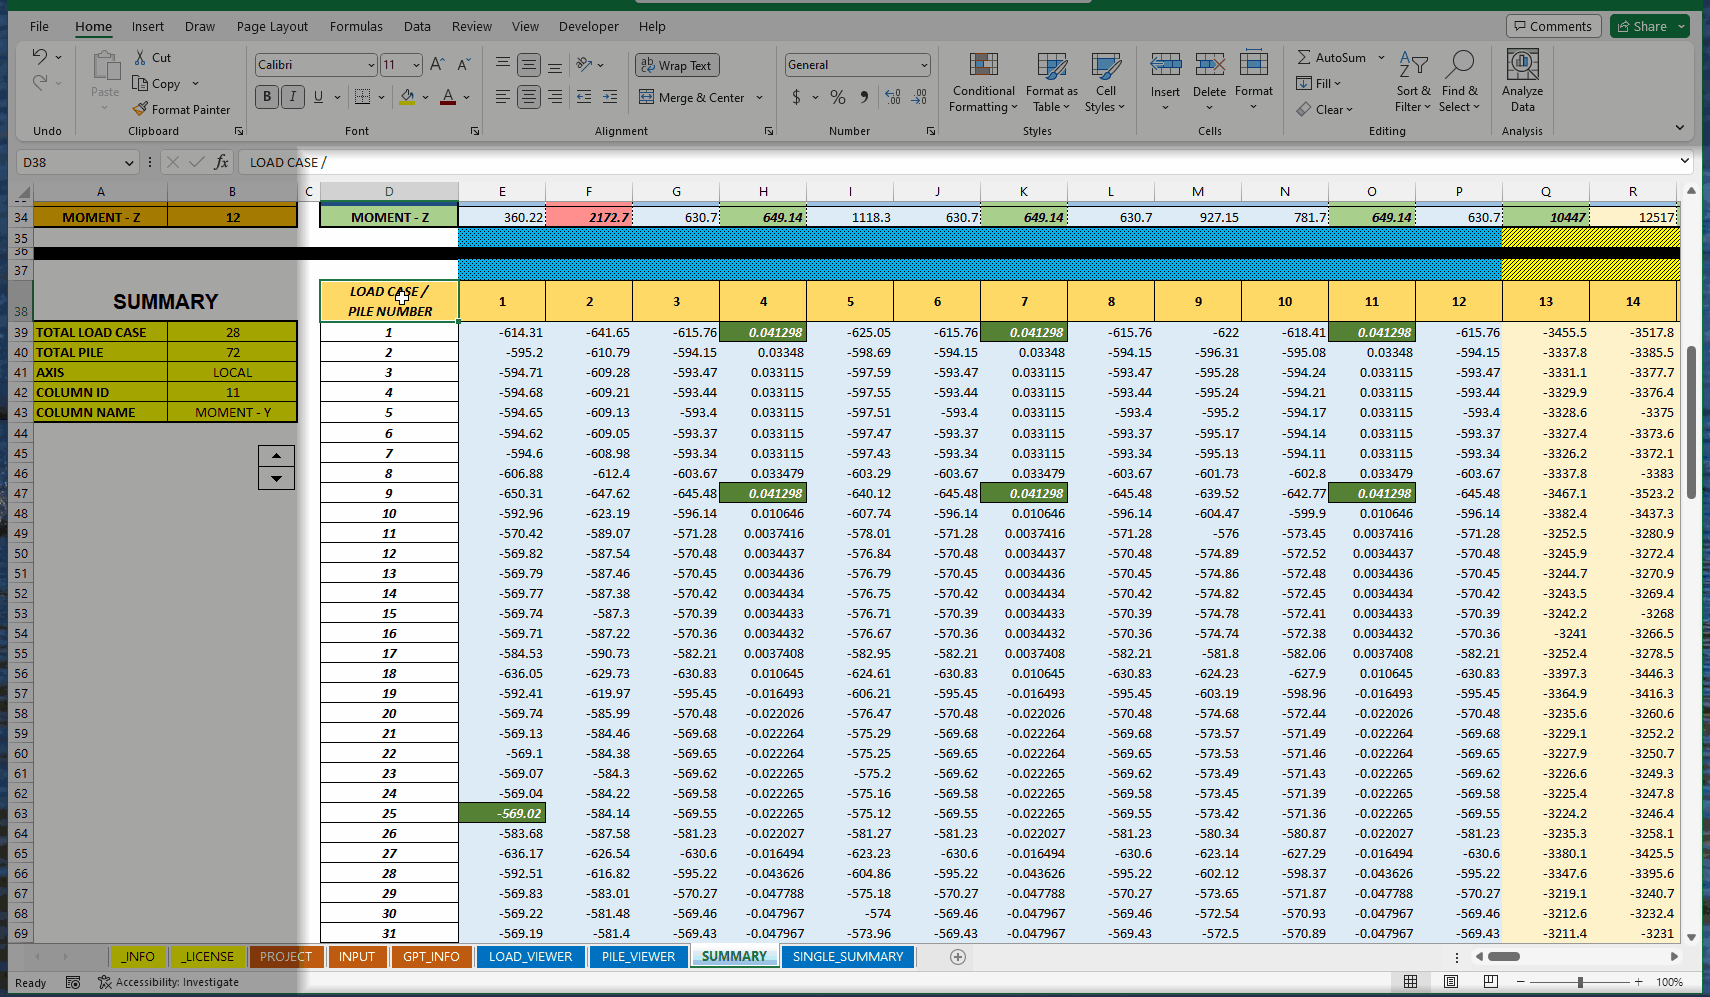 File Home Insert Draw Page Layout Formulas Data Review View Developer Help Comments Share
Paste Cut Copy Format Painter
Calibri 11 B I U A A A
Wrap Text Merge & Center
General $ % 9
Conditional Formatting Format as Table Cell Styles
Insert Delete Format
AutoSum Fill Clear Sort & Filter Find & Select Analyze Data
Undo Clipboard Font Alignment Number Styles Cells Editing Analysis
D38 fx LOAD CASE /
A B C D E F G H I J K L M N O P Q R
34 MOMENT - Z 12 MOMENT - Z 360.22 2172.7 630.7 649.14 1118.3 630.7 649.14 630.7 927.15 781.7 649.14 630.7 10447 12517
35
36
37
38 SUMMARY LOAD CASE / PILE NUMBER 1 2 3 4 5 6 7 8 9 10 11 12 13 14
39 TOTAL LOAD CASE 28 1 -614.31 -641.65 -615.76 0.041298 -625.05 -615.76 0.041298 -615.76 -622 -618.41 0.041298 -615.76 -3455.5 -3517.8
40 TOTAL PILE 72 2 -595.2 -610.79 -594.15 0.03348 -598.69 -594.15 0.03348 -594.15 -596.31 -595.08 0.03348 -594.15 -3337.8 -3385.5
41 AXIS LOCAL 3 -594.71 -609.28 -593.47 0.033115 -597.59 -593.47 0.033115 -593.47 -595.28 -594.24 0.033115 -593.47 -3331.1 -3377.7
42 COLUMN ID 11 4 -594.68 -609.21 -593.44 0.033115 -597.55 -593.44 0.033115 -593.44 -595.24 -594.21 0.033115 -593.44 -3329.9 -3376.4
43 COLUMN NAME MOMENT - Y 5 -594.65 -609.13 -593.4 0.033115 -597.51 -593.4 0.033115 -593.4 -595.2 -594.17 0.033115 -593.4 -3328.6 -3375
44 6 -594.62 -609.05 -593.37 0.033115 -597.47 -593.37 0.033115 -593.37 -595.17 -594.14 0.033115 -593.37 -3327.4 -3373.6
45 7 -594.6 -608.98 -593.34 0.033115 -597.43 -593.34 0.033115 -593.34 -595.13 -594.11 0.033115 -593.34 -3326.2 -3372.1
46 8 -606.88 -612.4 -603.67 0.033479 -603.29 -603.67 0.033479 -603.67 -601.73 -602.8 0.033479 -603.67 -3337.8 -3383
47 9 -650.31 -647.62 -645.48 0.041298 -640.12 -645.48 0.041298 -645.48 -639.52 -642.77 0.041298 -645.48 -3467.1 -3523.2
48 10 -592.96 -623.19 -596.14 0.010646 -607.74 -596.14 0.010646 -596.14 -604.47 -599.9 0.010646 -596.14 -3382.4 -3437.3
49 11 -570.42 -589.07 -571.28 0.0037416 -578.01 -571.28 0.0037416 -571.28 -576 -573.45 0.0037416 -571.28 -3252.5 -3280.9
50 12 -569.82 -587.54 -570.48 0.0034437 -576.84 -570.48 0.0034437 -570.48 -574.89 -572.52 0.0034437 -570.48 -3245.9 -3272.4
51 13 -569.79 -587.46 -570.45 0.0034436 -576.79 -570.45 0.0034436 -570.45 -574.86 -572.48 0.0034436 -570.45 -3244.7 -3270.9
52 14 -569.77 -587.38 -570.42 0.0034434 -576.75 -570.42 0.0034434 -570.42 -574.82 -572.45 0.0034434 -570.42 -3243.5 -3269.4
53 15 -569.74 -587.3 -570.39 0.0034433 -576.71 -570.39 0.0034433 -570.39 -574.78 -572.41 0.0034433 -570.39 -3242.2 -3268
54 16 -569.71 -587.22 -570.36 0.0034432 -576.67 -570.36 0.0034432 -570.36 -574.74 -572.38 0.0034432 -570.36 -3241 -3266.5
55 17 -584.53 -590.73 -582.21 0.0037408 -582.95 -582.21 0.0037408 -582.21 -581.8 -582.06 0.0037408 -582.21 -3252.4 -3278.5
56 18 -636.05 -629.73 -630.83 0.010645 -624.61 -630.83 0.010645 -630.83 -624.23 -627.9 0.010645 -630.83 -3397.3 -3446.3
57 19 -592.41 -619.97 -595.45 -0.016493 -606.21 -595.45 -0.016493 -595.45 -603.19 -598.96 -0.016493 -595.45 -3364.9 -3416.3
58 20 -569.74 -585.99 -570.48 -0.022026 -576.47 -570.48 -0.022026 -570.48 -574.68 -572.44 -0.022026 -570.48 -3235.6 -3260.6
59 21 -569.13 -584.46 -569.68 -0.022264 -575.29 -569.68 -0.022264 -569.68 -573.57 -571.49 -0.022264 -569.68 -3229.1 -3252.2
60 22 -569.1 -584.38 -569.65 -0.022264 -575.25 -569.65 -0.022264 -569.65 -573.53 -571.46 -0.022264 -569.65 -3227.9 -3250.7
61 23 -569.07 -584.3 -569.62 -0.022265 -575.2 -569.62 -0.022265 -569.62 -573.49 -571.43 -0.022265 -569.62 -3226.6 -3249.3
62 24 -569.04 -584.22 -569.58 -0.022265 -575.16 -569.58 -0.022265 -569.58 -573.45 -571.39 -0.022265 -569.58 -3225.4 -3247.8
63 25 -569.02 -584.14 -569.55 -0.022265 -575.12 -569.55 -0.022265 -569.55 -573.42 -571.36 -0.022265 -569.55 -3224.2 -3246.4
64 26 -583.68 -587.58 -581.23 -0.022027 -581.27 -581.23 -0.022027 -581.23 -580.34 -580.87 -0.022027 -581.23 -3235.3 -3258.1
65 27 -636.17 -626.54 -630.6 -0.016494 -623.23 -630.6 -0.016494 -630.6 -623.14 -627.29 -0.016494 -630.6 -3380.1 -3425.5
66 28 -592.51 -616.82 -595.22 -0.043626 -604.86 -595.22 -0.043626 -595.22 -602.12 -598.37 -0.043626 -595.22 -3347.6 -3395.6
67 29 -569.83 -583.01 -570.27 -0.047788 -575.18 -570.27 -0.047788 -570.27 -573.65 -571.87 -0.047788 -570.27 -3219.1 -3240.7
68 30 -569.22 -581.48 -569.46 -0.047967 -574 -569.46 -0.047967 -569.46 -572.54 -570.93 -0.047967 -569.46 -3212.6 -3232.4
69 31 -569.19 -581.4 -569.43 -0.047967 -573.96 -569.43 -0.047967 -569.43 -572.5 -570.89 -0.047967 -569.43 -3211.4 -3231
_INFO _LICENSE PROJECT INPUT GPT_INFO LOAD_VIEWER PILE_VIEWER SUMMARY SINGLE_SUMMARY
Ready Accessibility: Investigate 100%